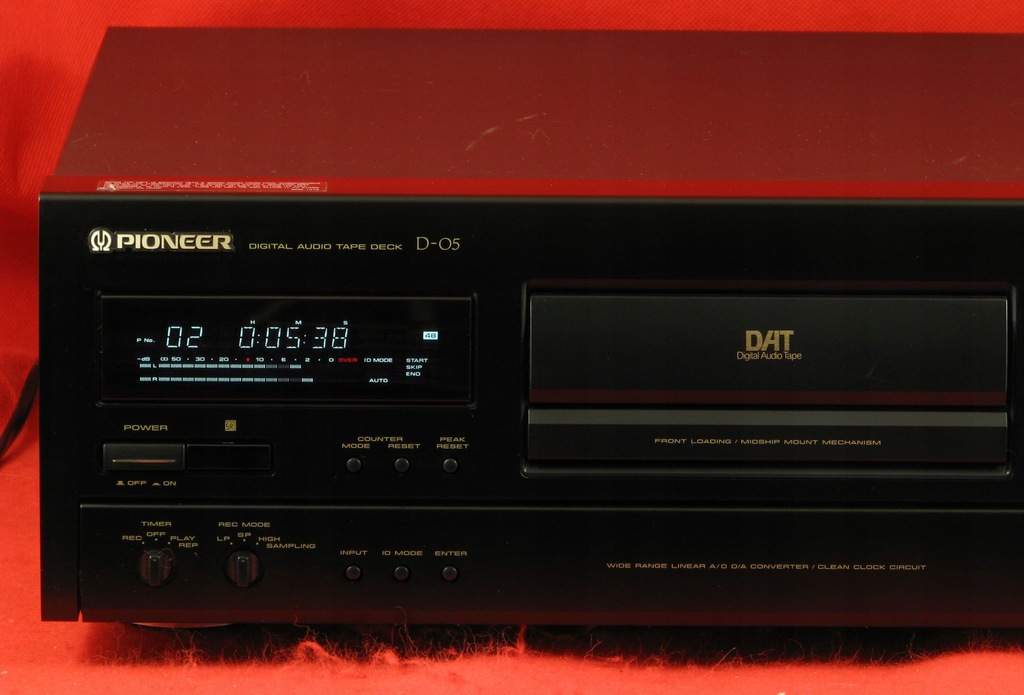 PIONEER DIGITAL AUDIO TAPE DECK D-05
H M S
P No. 02 0:05:38 48
-dB ∞ 50 · 30 · 20 · 10 · 6 · 2 · 0 OVER ID MODE START
L SKIP
END
R AUTO
DAT
Digital Audio Tape
POWER
COUNTER
MODE RESET
PEAK
RESET
FRONT LOADING / MIDSHIP MOUNT MECHANISM
OFF ON
TIMER
REC OFF PLAY
REP
REC MODE
LP SP HIGH
SAMPLING
INPUT ID MODE ENTER
WIDE RANGE LINEAR A/D D/A CONVERTER / CLEAN CLOCK CIRCUIT